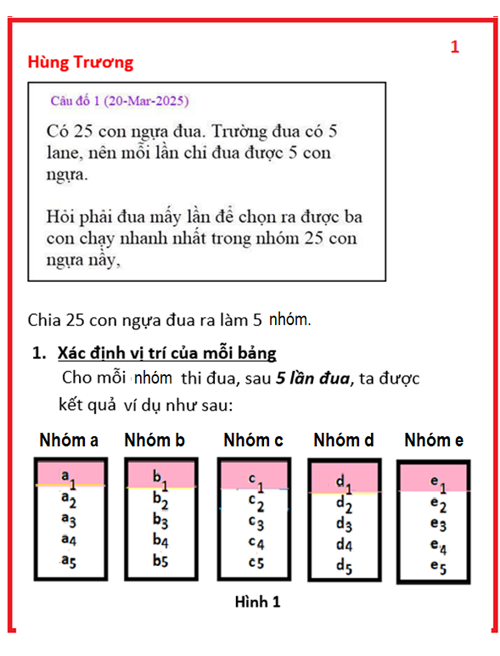 1
Hùng Trương
Câu đố 1 (20-Mar-2025)
Có 25 con ngựa đua. Trường đua có 5
lane, nên mỗi lần chỉ đua được 5 con
ngựa.
Hỏi phải đua mấy lần để chọn ra được ba
con chạy nhanh nhất trong nhóm 25 con
ngựa nầy,
Chia 25 con ngựa đua ra làm 5 nhóm.
1. Xác định vị trí của mỗi bảng
Cho mỗi nhóm thi đua, sau 5 lần đua, ta được
kết quả ví dụ như sau:
Nhóm a Nhóm b Nhóm c Nhóm d Nhóm e
a1 b1 c1 d1 e1
a2 b2 c2 d2 e2
a3 b3 c3 d3 e3
a4 b4 c4 d4 e4
a5 b5 c5 d5 e5
Hình 1